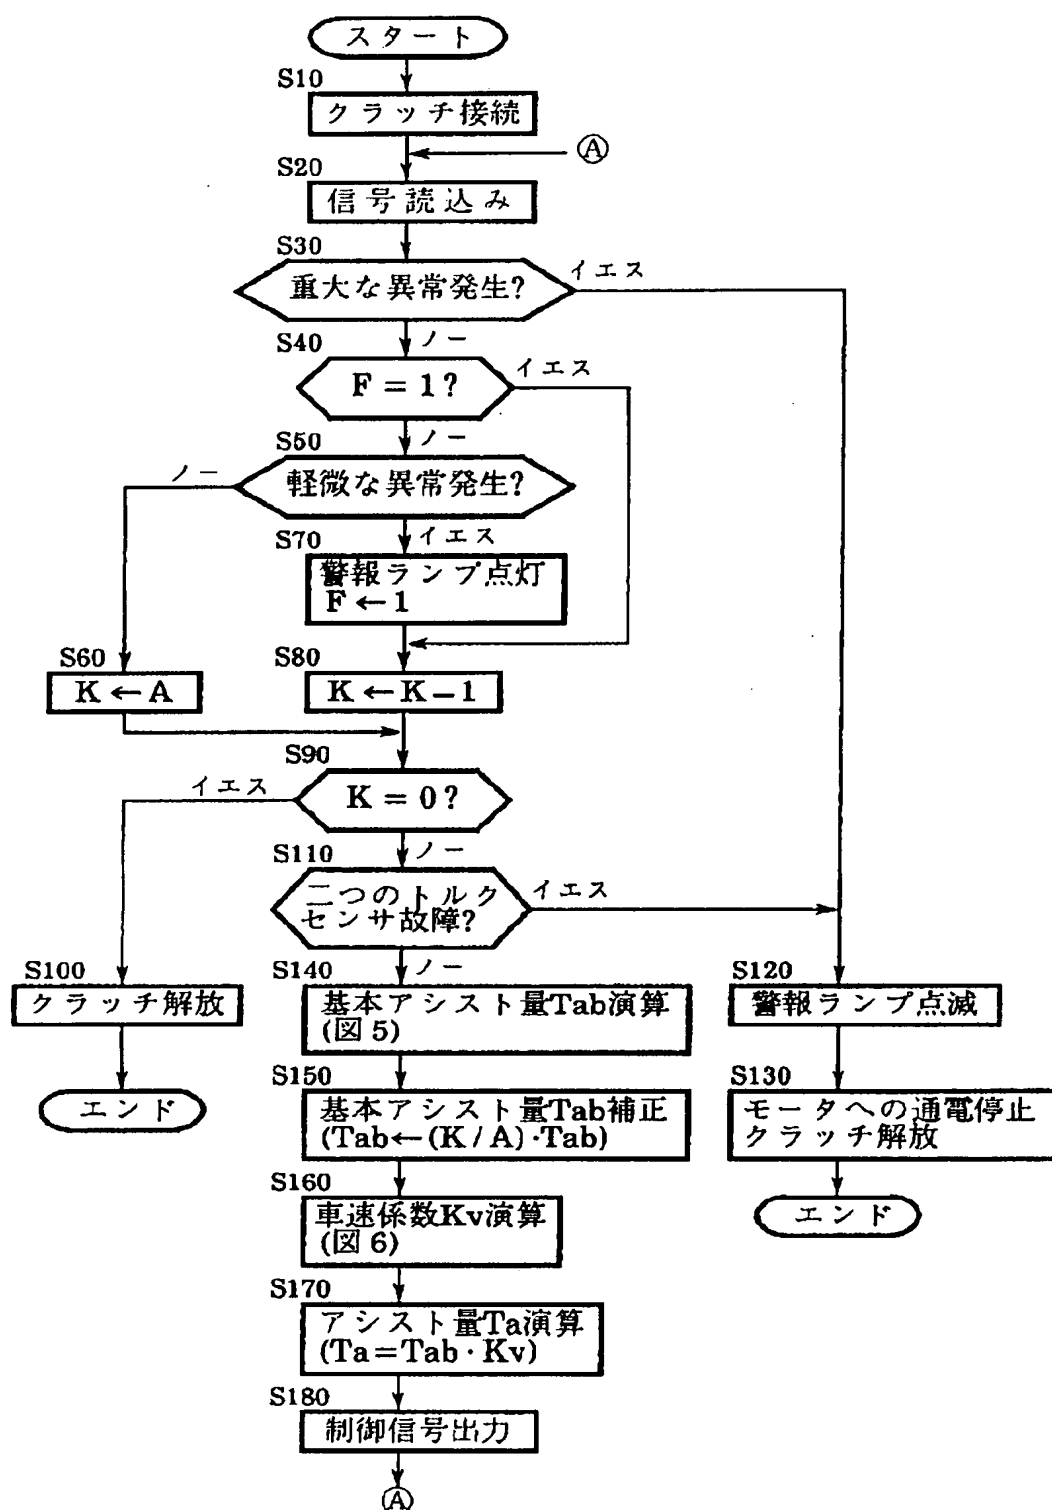 スタート
S10
クラッチ接続
Ⓐ
S20
信号読込み
S30
重大な異常発生?
イエス
ノー
S40
F = 1 ?
イエス
ノー
S50
軽微な異常発生?
ノー
イエス
S70
警報ランプ点灯
F ← 1
S60
K ← A
S80
K ← K − 1
S90
K = 0 ?
イエス
ノー
S110
二つのトルク
センサ故障?
イエス
ノー
S100
クラッチ解放
エンド
S140
基本アシスト量Tab演算
(図 5)
S120
警報ランプ点滅
S150
基本アシスト量Tab補正
(Tab←(K / A)·Tab)
S130
モータへの通電停止
クラッチ解放
エンド
S160
車速係数Kv演算
(図 6)
S170
アシスト量Ta演算
(Ta=Tab · Kv)
S180
制御信号出力
Ⓐ